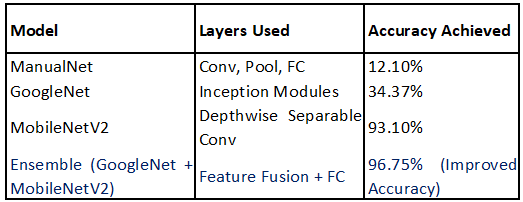 Model Layers Used Accuracy Achieved
ManualNet Conv, Pool, FC 12.10%
GoogleNet Inception Modules 34.37%
MobileNetV2 Depthwise Separable Conv 93.10%
Ensemble (GoogleNet + MobileNetV2) Feature Fusion + FC 96.75% (Improved Accuracy)